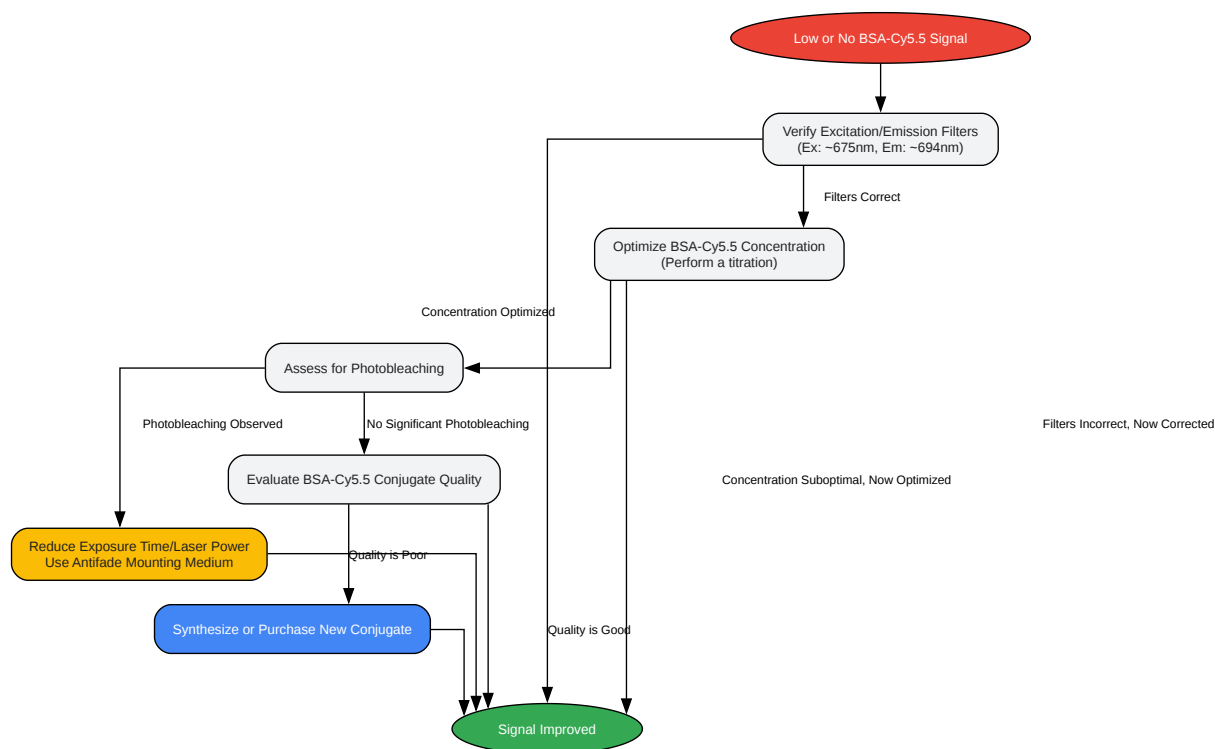 Low or No BSA-Cy5.5 Signal
Verify Excitation/Emission Filters
(Ex: ~675nm, Em: ~694nm)
Filters Correct
Optimize BSA-Cy5.5 Concentration
(Perform a titration)
Concentration Optimized
Assess for Photobleaching
Photobleaching Observed
No Significant Photobleaching
Filters Incorrect, Now Corrected
Evaluate BSA-Cy5.5 Conjugate Quality
Concentration Suboptimal, Now Optimized
Reduce Exposure Time/Laser Power
Use Antifade Mounting Medium
Quality is Poor
Synthesize or Purchase New Conjugate
Quality is Good
Signal Improved